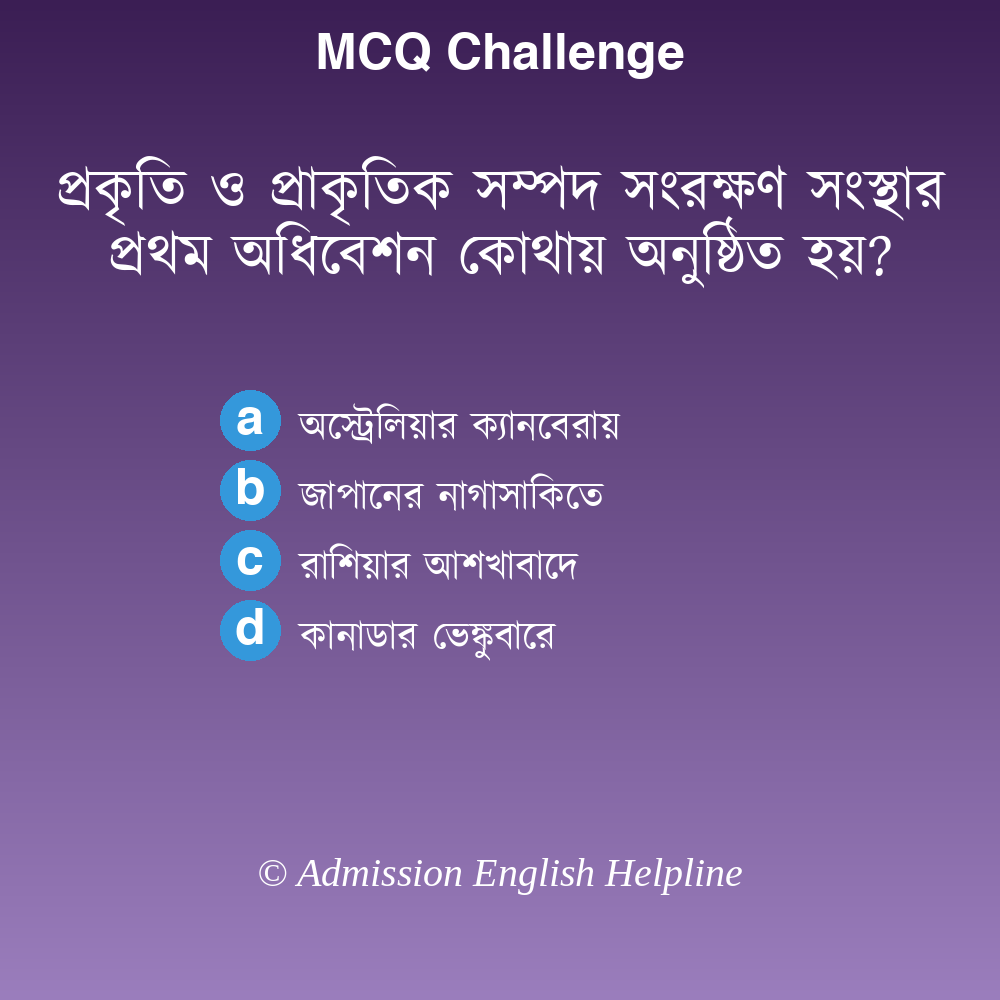 MCQ Challenge
প্রকৃতি ও প্রাকৃতিক সম্পদ সংরক্ষণ সংস্থার
প্রথম অধিবেশন কোথায় অনুষ্ঠিত হয়?
a অস্ট্রেলিয়ার ক্যানবেরায়
b জাপানের নাগাসাকিতে
c রাশিয়ার আশখাবাদে
d কানাডার ভেঙ্কুবারে
© Admission English Helpline